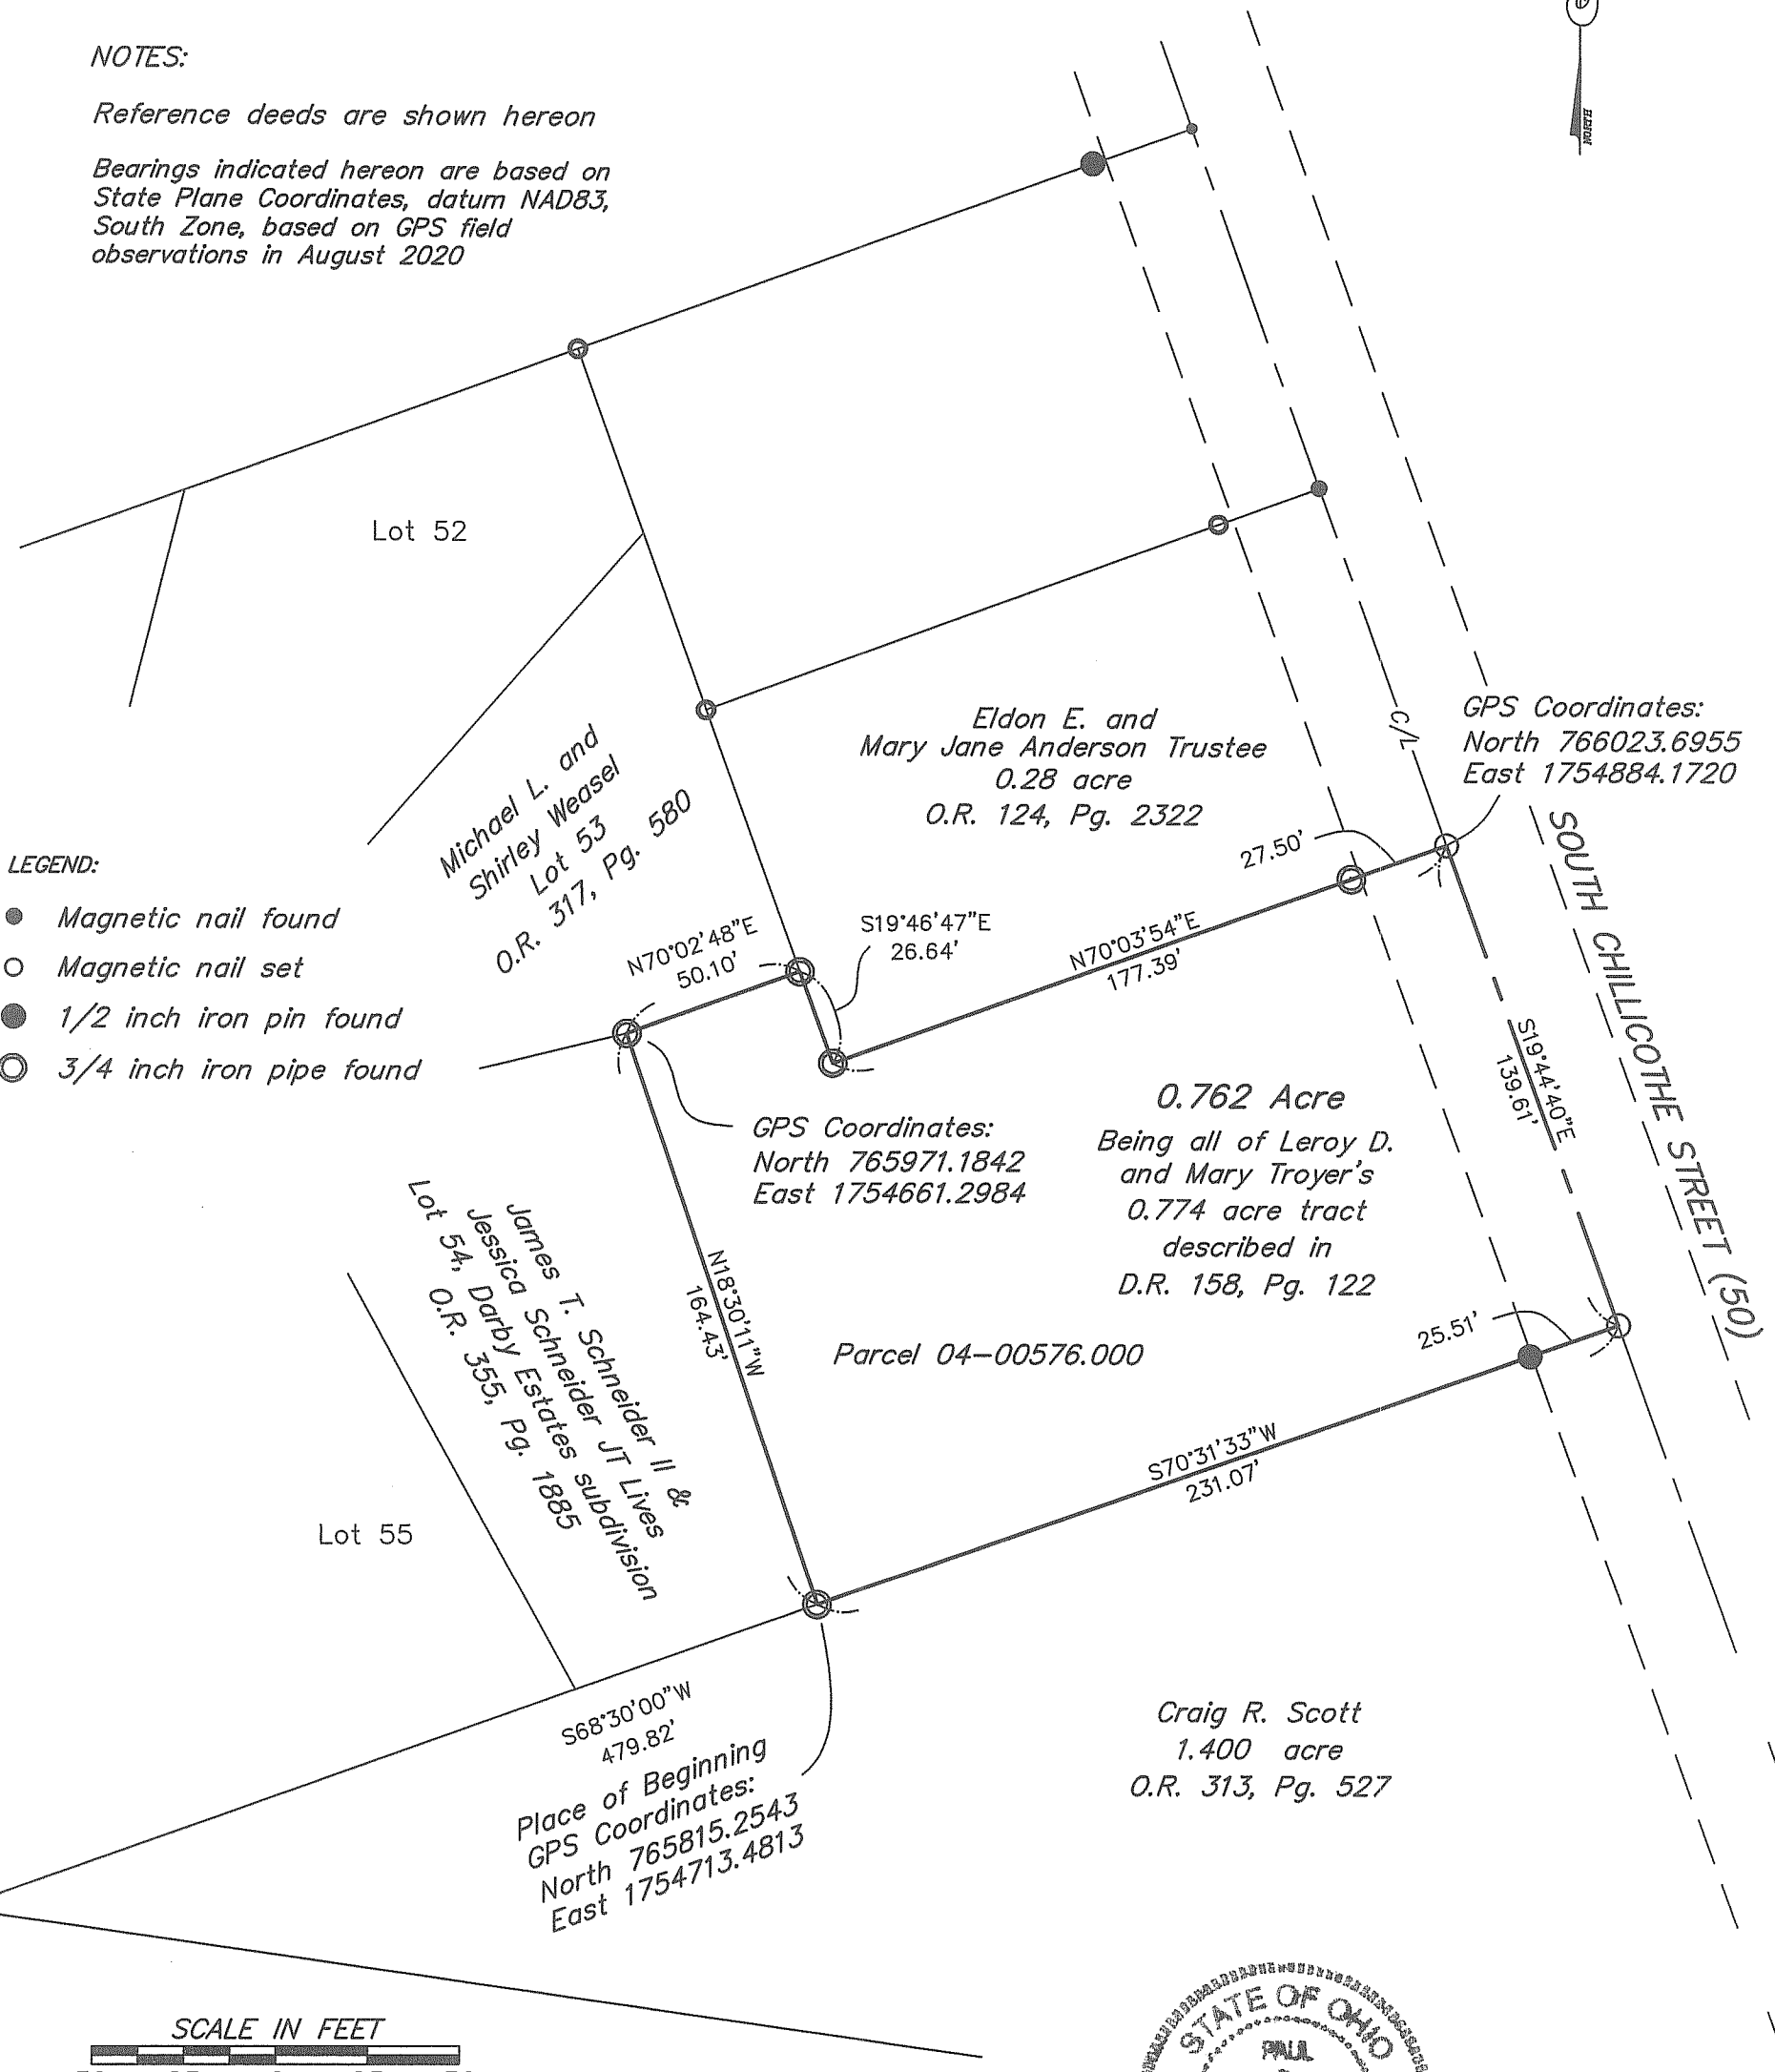 NOTES:
Reference deeds are shown hereon
Bearings indicated hereon are based on
State Plane Coordinates, datum NAD83,
South Zone, based on GPS field
observations in August 2020
NORTH
Lot 52
Eldon E. and
Mary Jane Anderson Trustee
0.28 acre
O.R. 124, Pg. 2322
C/L
GPS Coordinates:
North 766023.6955
East 1754884.1720
Michael L. and
Shirley Weasel
Lot 53
O.R. 317, Pg. 580
27.50'
SOUTH CHILLICOTHE STREET (50)
LEGEND:
Magnetic nail found
Magnetic nail set
1/2 inch iron pin found
3/4 inch iron pipe found
N70°02'48"E
50.10'
S19°46'47"E
26.64'
N70°03'54"E
177.39'
S19°44'40"E
139.61'
GPS Coordinates:
North 765971.1842
East 1754661.2984
0.762 Acre
Being all of Leroy D.
and Mary Troyer's
0.774 acre tract
described in
D.R. 158, Pg. 122
James T. Schneider II &
Jessica Schneider JT Lives
Lot 54, Darby Estates subdivision
O.R. 355, Pg. 1885
N18°30'11"W
164.43'
Parcel 04-00576.000
25.51'
S70°31'33"W
231.07'
Lot 55
S68°30'00"W
479.82'
Place of Beginning
GPS Coordinates:
North 765815.2543
East 1754713.4813
Craig R. Scott
1.400 acre
O.R. 313, Pg. 527
SCALE IN FEET
STATE OF OHIO
PAUL